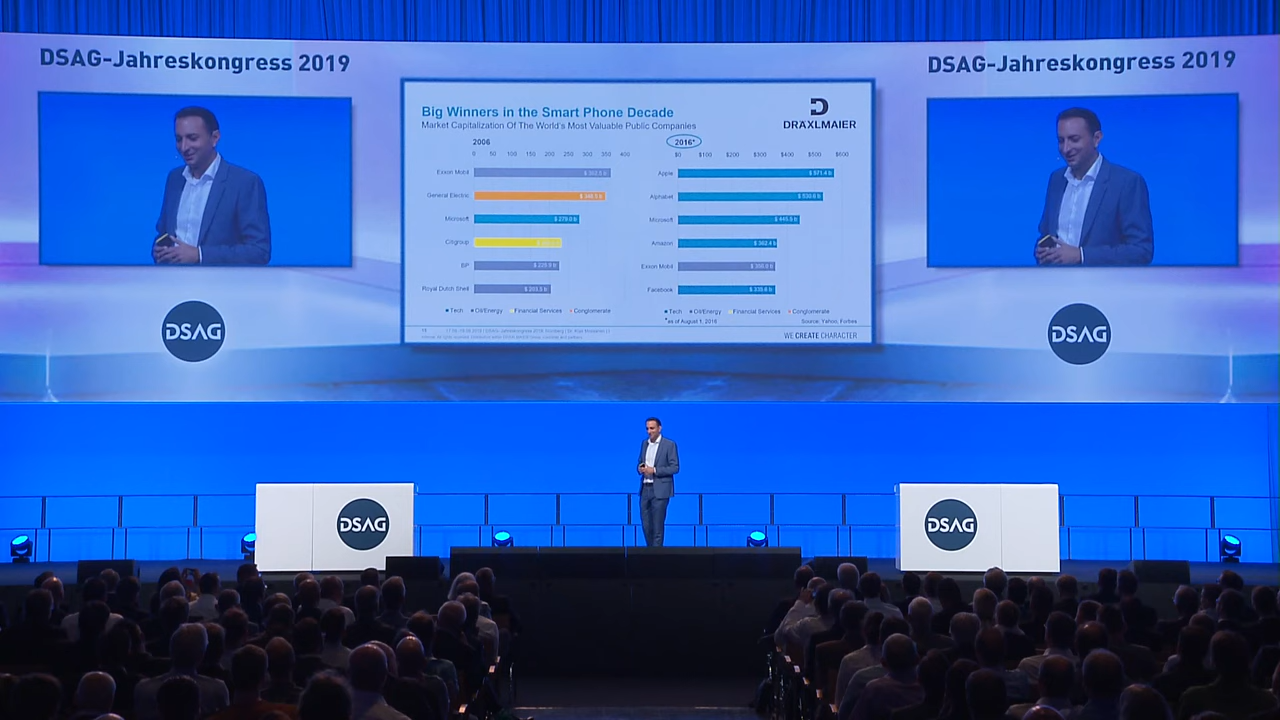 DSAG-Jahreskongress 2019
DSAG-Jahreskongress 2019
Big Winners in the Smart Phone Decade
Market Capitalization Of The World's Most Valuable Public Companies
DRÄXLMAIER
2006
0 50 100 150 200 250 300 350 400
Exxon Mobil
General Electric
Microsoft $ 279.0 b
Citigroup
BP
Royal Dutch Shell
Tech Oil/Energy Financial Services Conglomerate
2016*
$0 $100 $200 $300 $400 $500 $600
Apple $ 571.4 b
Alphabet
Microsoft
Amazon
Exxon Mobil
Facebook
Tech Oil/Energy Financial Services Conglomerate
*as of August 1, 2016
Source: Yahoo, Forbes
WE CREATE CHARACTER
DSAG
DSAG
DSAG
DSAG